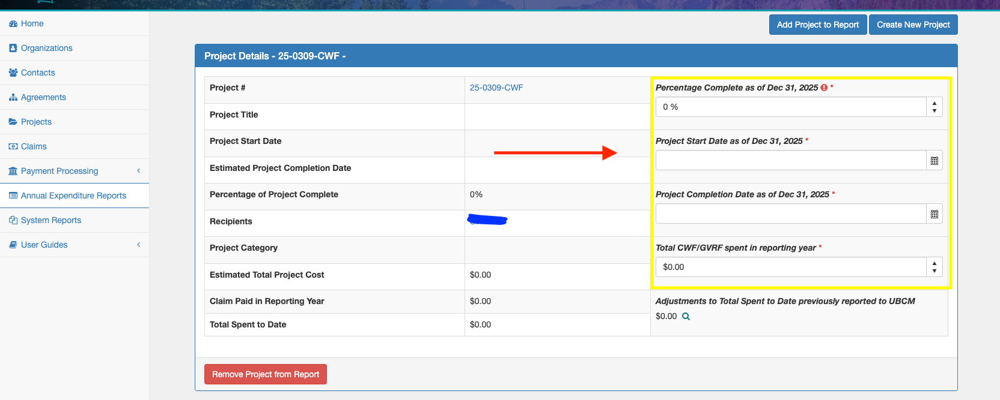 Home
Organizations
Contacts
Agreements
Projects
Claims
Payment Processing
Annual Expenditure Reports
System Reports
User Guides
Add Project to Report
Create New Project
Project Details - 25-0309-CWF -
Project #
25-0309-CWF
Project Title
Project Start Date
Estimated Project Completion Date
Percentage of Project Complete
0%
Recipients
Project Category
Estimated Total Project Cost
$0.00
Claim Paid in Reporting Year
$0.00
Total Spent to Date
$0.00
Percentage Complete as of Dec 31, 2025 *
0 %
Project Start Date as of Dec 31, 2025 *
Project Completion Date as of Dec 31, 2025 *
Total CWF/GVRF spent in reporting year *
$0.00
Adjustments to Total Spent to Date previously reported to UBCM
$0.00
Remove Project from Report